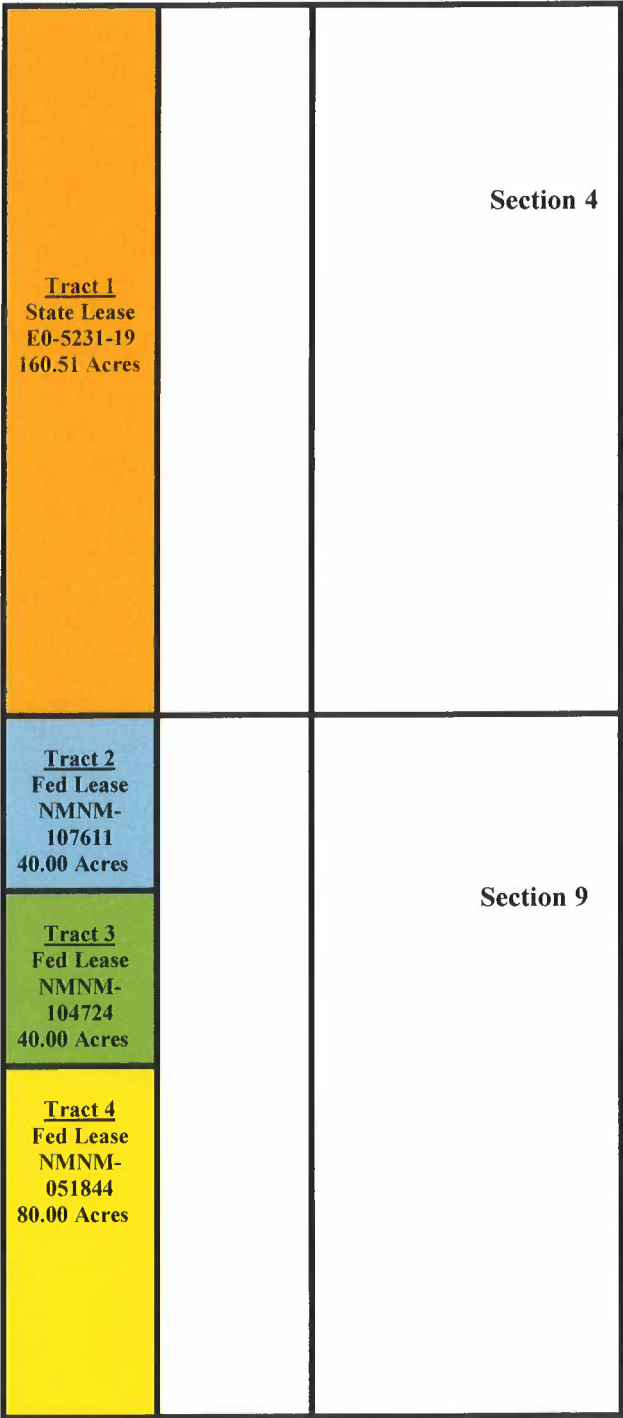 Section 4
Tract 1
State Lease
E0-5231-19
160.51 Acres
Tract 2
Fed Lease
NMNM-
107611
40.00 Acres
Section 9
Tract 3
Fed Lease
NMNM-
104724
40.00 Acres
Tract 4
Fed Lease
NMNM-
051844
80.00 Acres